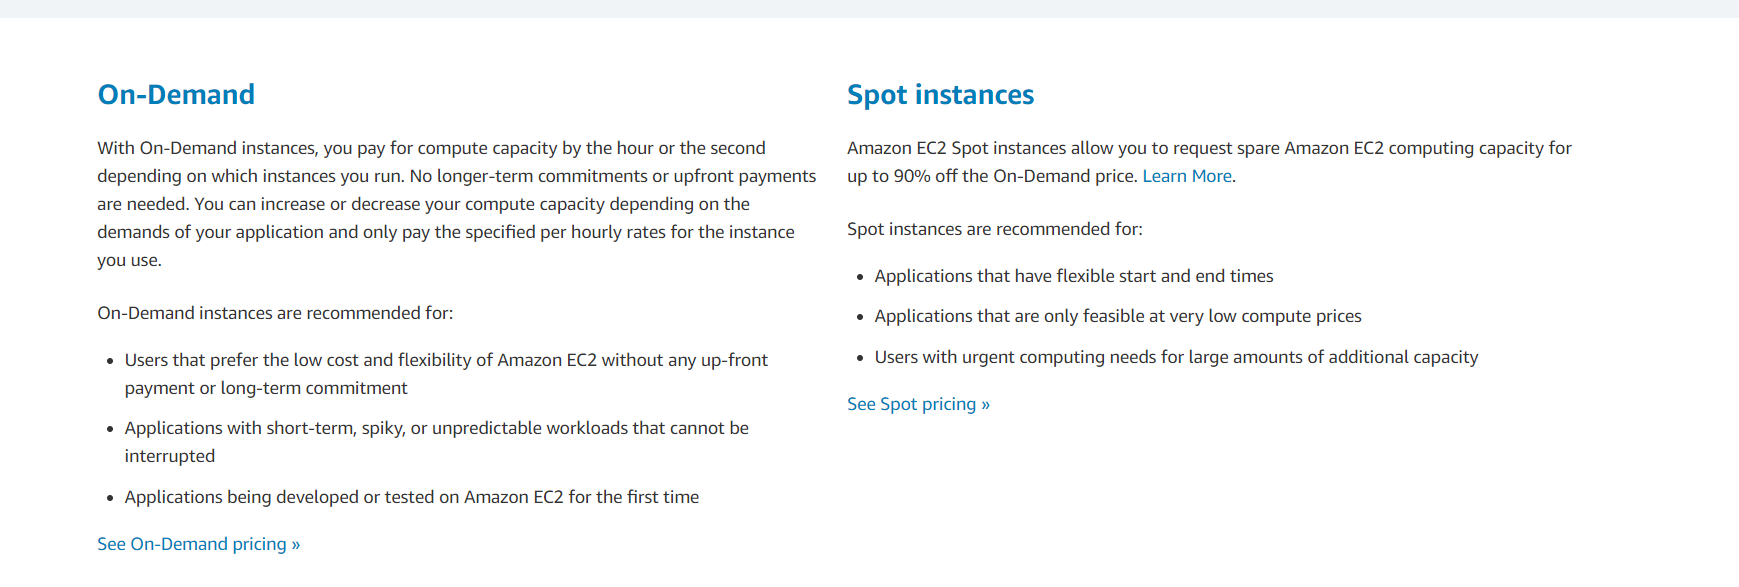 On-Demand
With On-Demand instances, you pay for compute capacity by the hour or the second
depending on which instances you run. No longer-term commitments or upfront payments
are needed. You can increase or decrease your compute capacity depending on the
demands of your application and only pay the specified per hourly rates for the instance
you use.
On-Demand instances are recommended for:
• Users that prefer the low cost and flexibility of Amazon EC2 without any up-front
payment or long-term commitment
• Applications with short-term, spiky, or unpredictable workloads that cannot be
interrupted
• Applications being developed or tested on Amazon EC2 for the first time
See On-Demand pricing »
Spot instances
Amazon EC2 Spot instances allow you to request spare Amazon EC2 computing capacity for
up to 90% off the On-Demand price. Learn More.
Spot instances are recommended for:
• Applications that have flexible start and end times
• Applications that are only feasible at very low compute prices
• Users with urgent computing needs for large amounts of additional capacity
See Spot pricing »